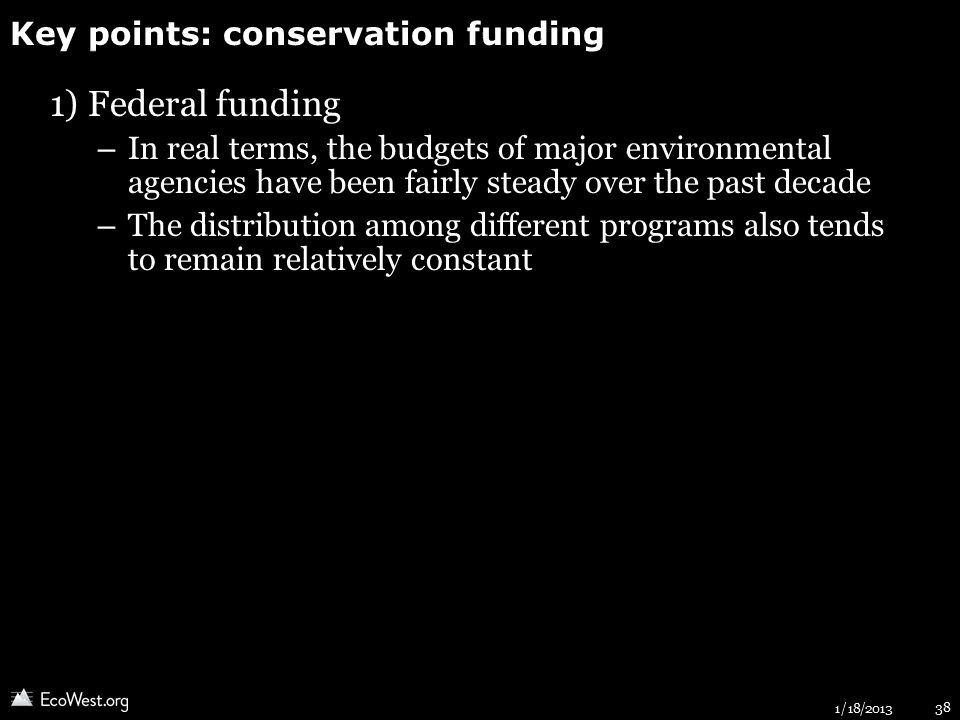 Key points: conservation funding
1) Federal funding
– In real terms, the budgets of major environmental
agencies have been fairly steady over the past decade
– The distribution among different programs also tends
to remain relatively constant
EcoWest.org
1/18/2013 38